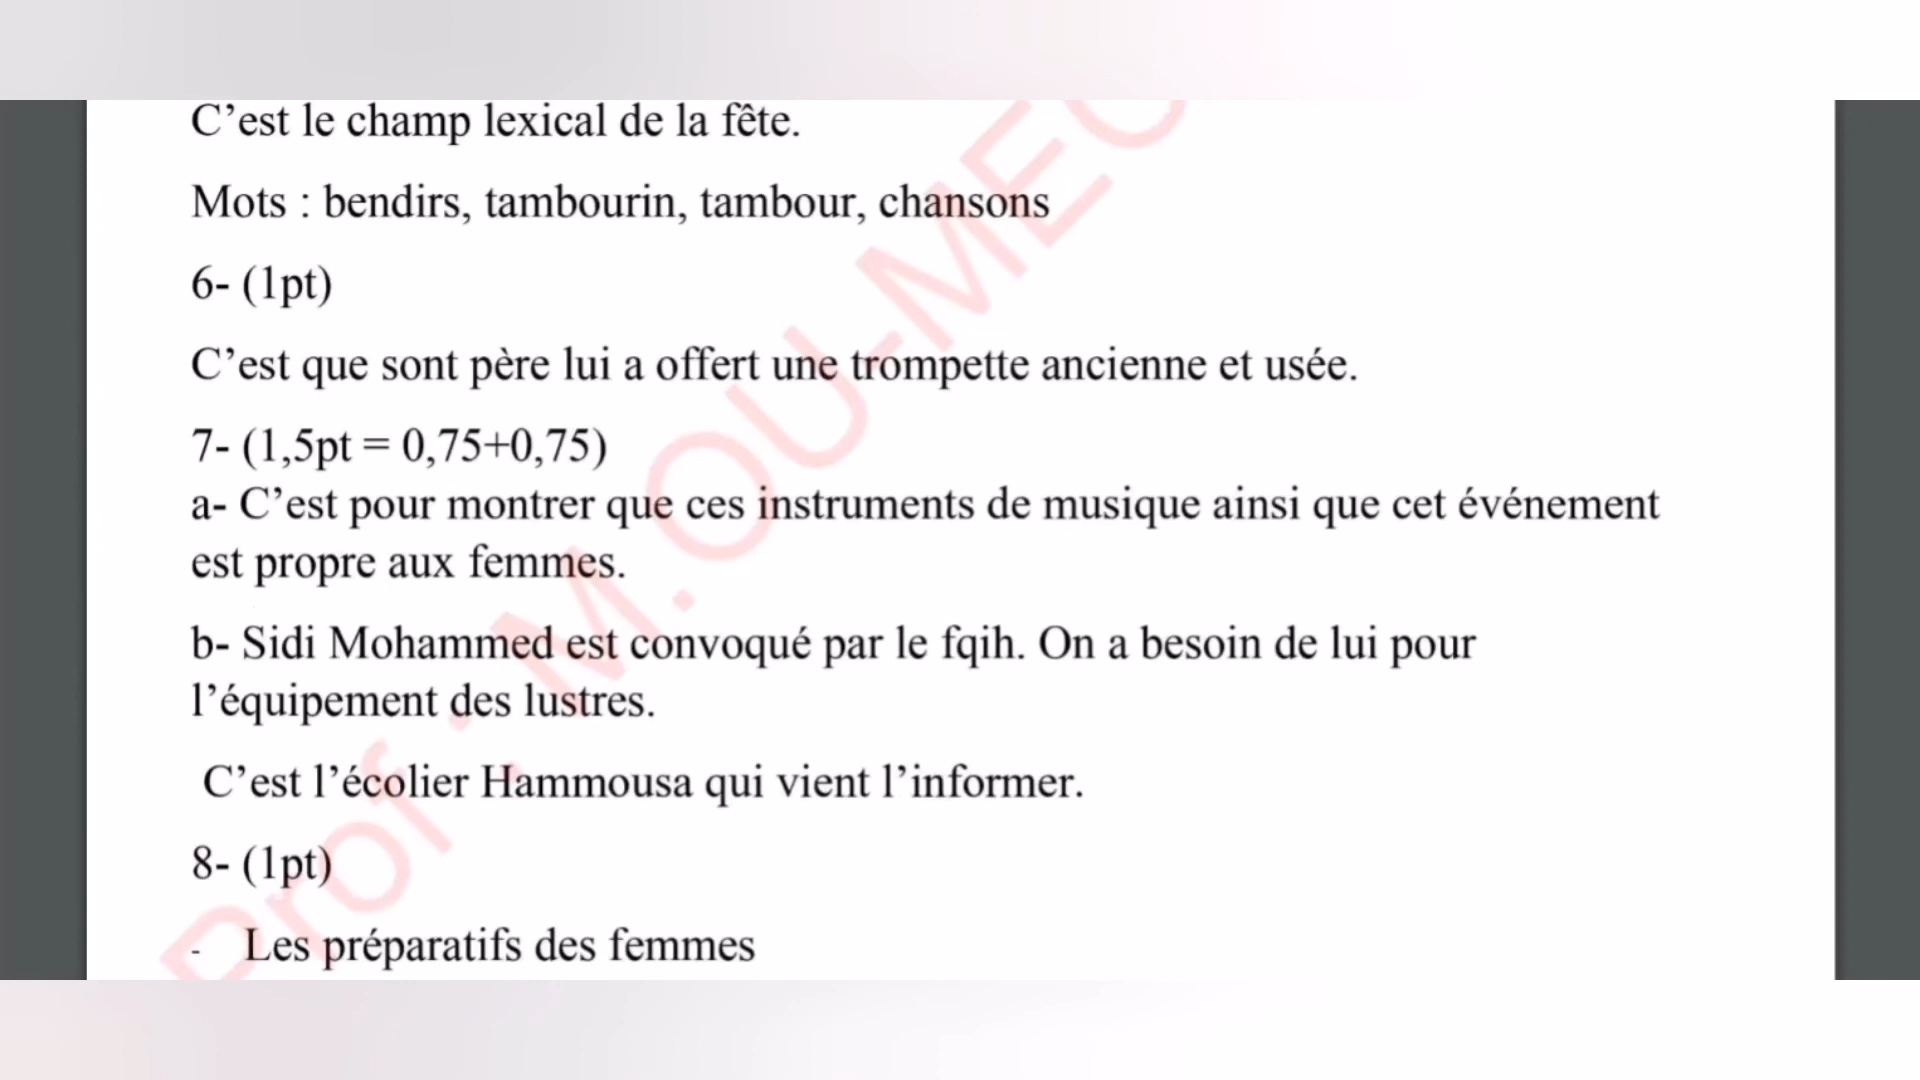 C’est le champ lexical de la fête.
Mots : bendirs, tambourin, tambour, chansons
6- (1pt)
C’est que sont père lui a offert une trompette ancienne et usée.
7- (1,5pt = 0,75+0,75)
a- C’est pour montrer que ces instruments de musique ainsi que cet événement
est propre aux femmes.
b- Sidi Mohammed est convoqué par le fqih. On a besoin de lui pour
l’équipement des lustres.
C’est l’écolier Hammousa qui vient l’informer.
8- (1pt)
- Les préparatifs des femmes
Prof : M.OU-MEC